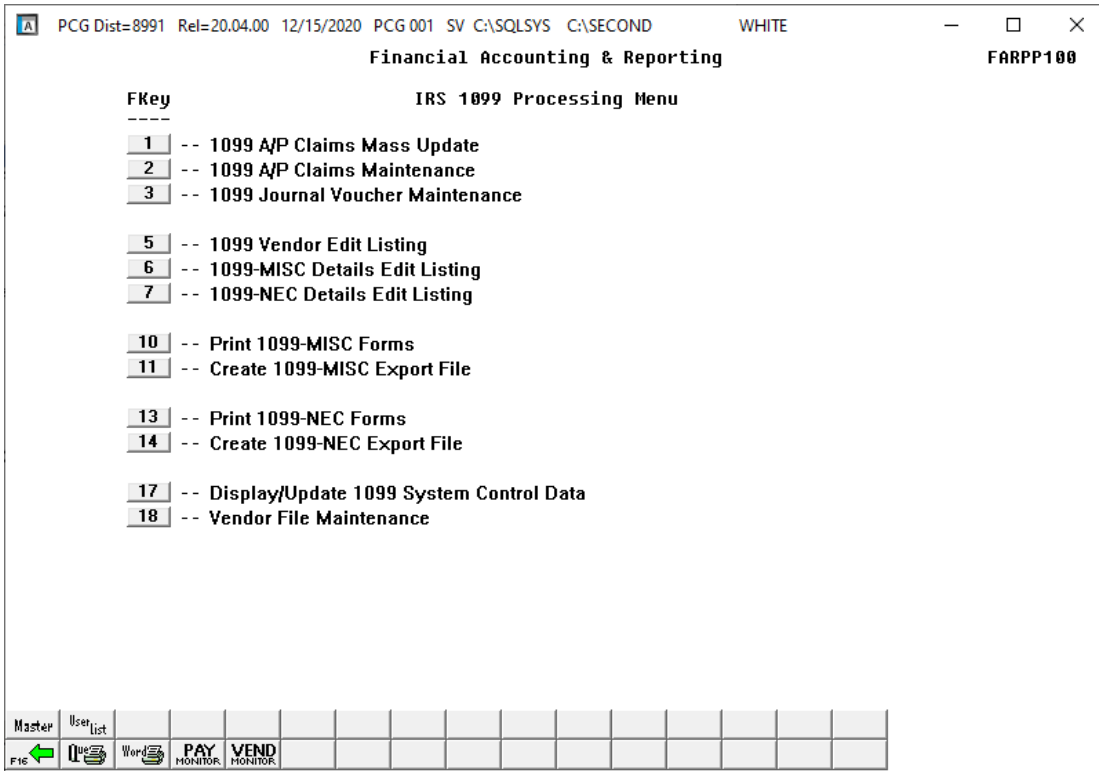 A PCG Dist=8991 Rel=20.04.00 12/15/2020 PCG 001 SV C:\SQLSYS C:\SECOND WHITE
Financial Accounting & Reporting FARPP100
FKey IRS 1099 Processing Menu
----
1 -- 1099 A/P Claims Mass Update
2 -- 1099 A/P Claims Maintenance
3 -- 1099 Journal Voucher Maintenance
5 -- 1099 Vendor Edit Listing
6 -- 1099-MISC Details Edit Listing
7 -- 1099-NEC Details Edit Listing
10 -- Print 1099-MISC Forms
11 -- Create 1099-MISC Export File
13 -- Print 1099-NEC Forms
14 -- Create 1099-NEC Export File
17 -- Display/Update 1099 System Control Data
18 -- Vendor File Maintenance
Master User List
F16 Que Word PAY MONITOR VEND MONITOR